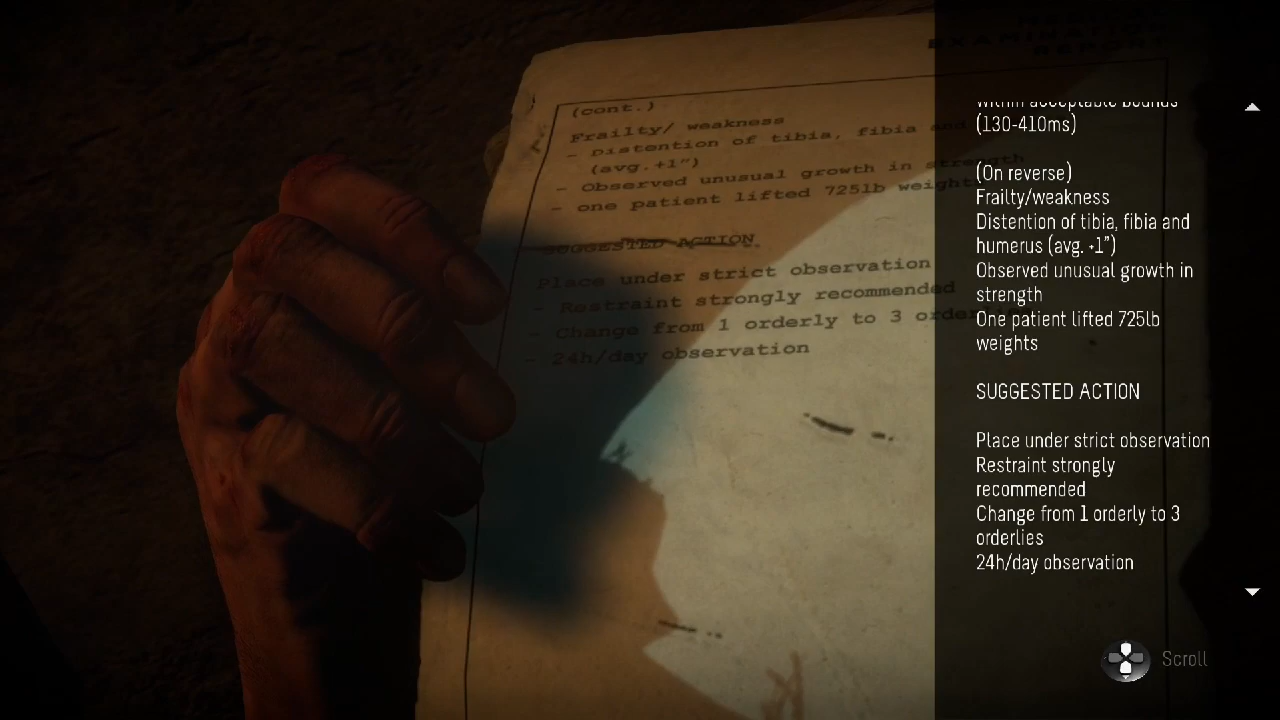 EXAMINATION
REPORT
(cont.)
Frailty/ weakness
- Distention of tibia, fibia and
(avg.+1")
- Observed unusual growth in strength
- one patient lifted 725lb weights
SUGGESTED ACTION
Place under strict observation
- Restraint strongly recommended
- Change from 1 orderly to 3
- 24h/day observation
within acceptable bounds
(130-410ms)
(On reverse)
Frailty/weakness
Distention of tibia, fibia and
humerus (avg. +1")
Observed unusual growth in
strength
One patient lifted 725lb
weights
SUGGESTED ACTION
Place under strict observation
Restraint strongly
recommended
Change from 1 orderly to 3
orderlies
24h/day observation
Scroll